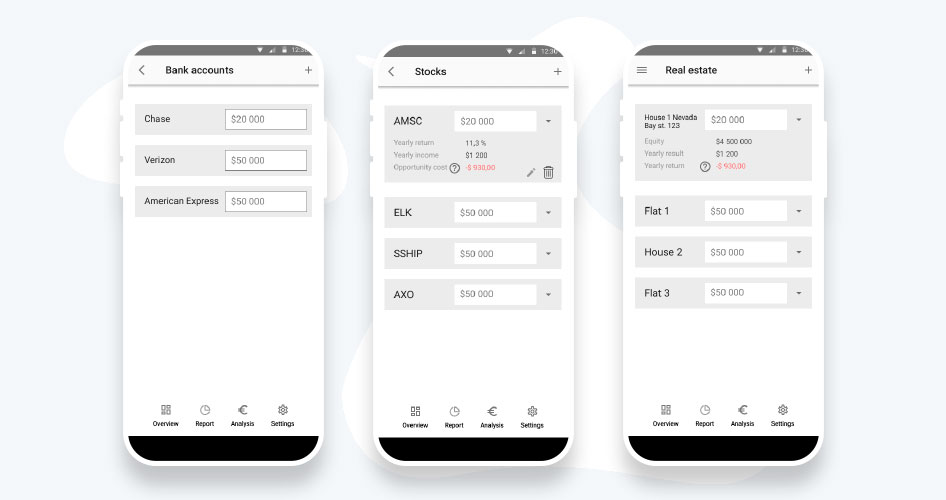 12:30
Bank accounts +
Chase $20 000
Verizon $50 000
American Express $50 000
Overview Report Analysis Settings
12:30
Stocks +
AMSC $20 000
Yearly return 11,3 %
Yearly income $1 200
Opportunity cost ? -$ 930,00
ELK $50 000
SSHIP $50 000
AXO $50 000
Overview Report Analysis Settings
12:30
Real estate +
House 1 Nevada
Bay st. 123
$20 000
Equity $4 500 000
Yearly result $1 200
Yearly return ? -$ 930,00
Flat 1 $50 000
House 2 $50 000
Flat 3 $50 000
Overview Report Analysis Settings